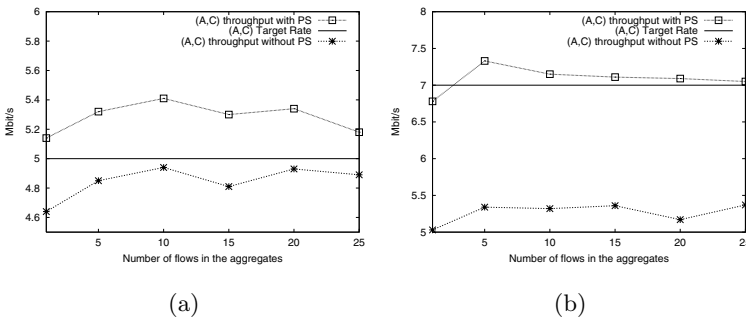 (A,C) throughput with PS
(A,C) Target Rate
(A,C) throughput without PS
Mbit/s
6
5.8
5.6
5.4
5.2
5
4.8
4.6
5
10
15
20
25
Number of flows in the aggregates
(a)
(A,C) throughput with PS
(A,C) Target Rate
(A,C) throughput without PS
Mbit/s
8
7.5
7
6.5
6
5.5
5
5
10
15
20
25
Number of flows in the aggregates
(b)